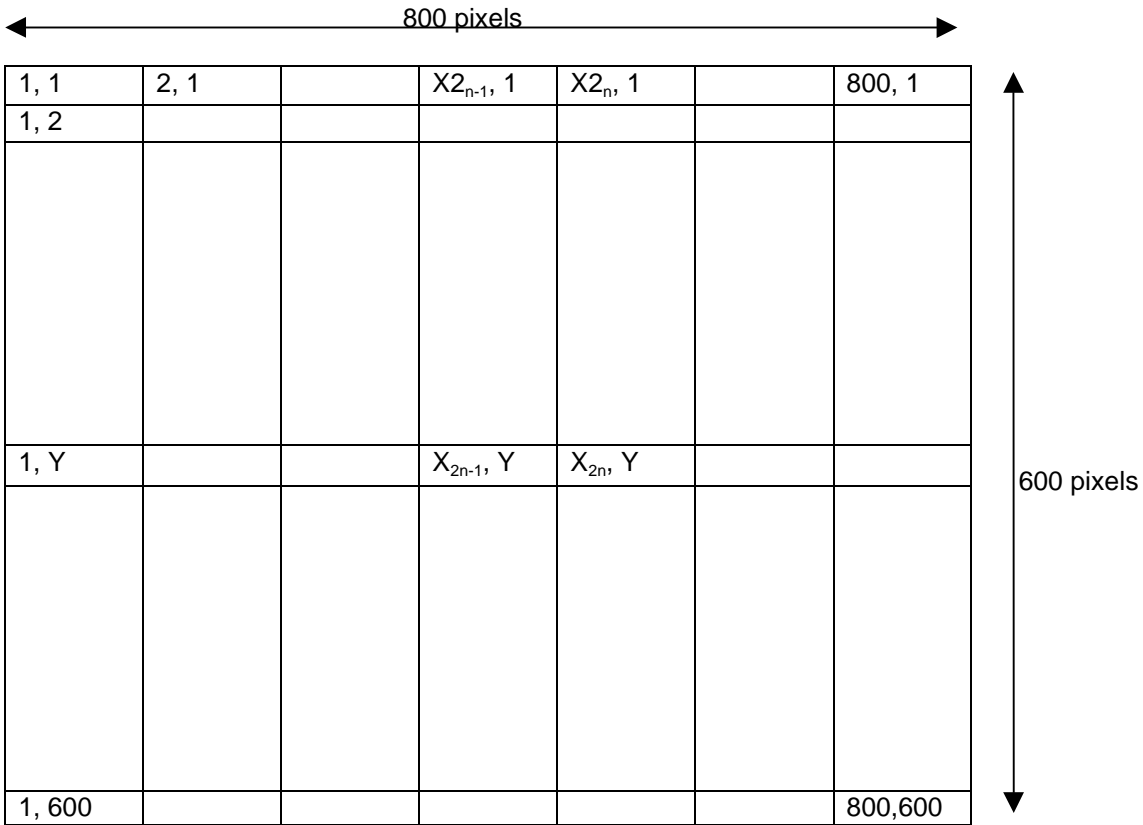 800 pixels
1, 1 2, 1 X2ₙ₋₁, 1 X2ₙ, 1 800, 1
1, 2
1, Y X₂ₙ₋₁, Y X₂ₙ, Y
600 pixels
1, 600 800,600